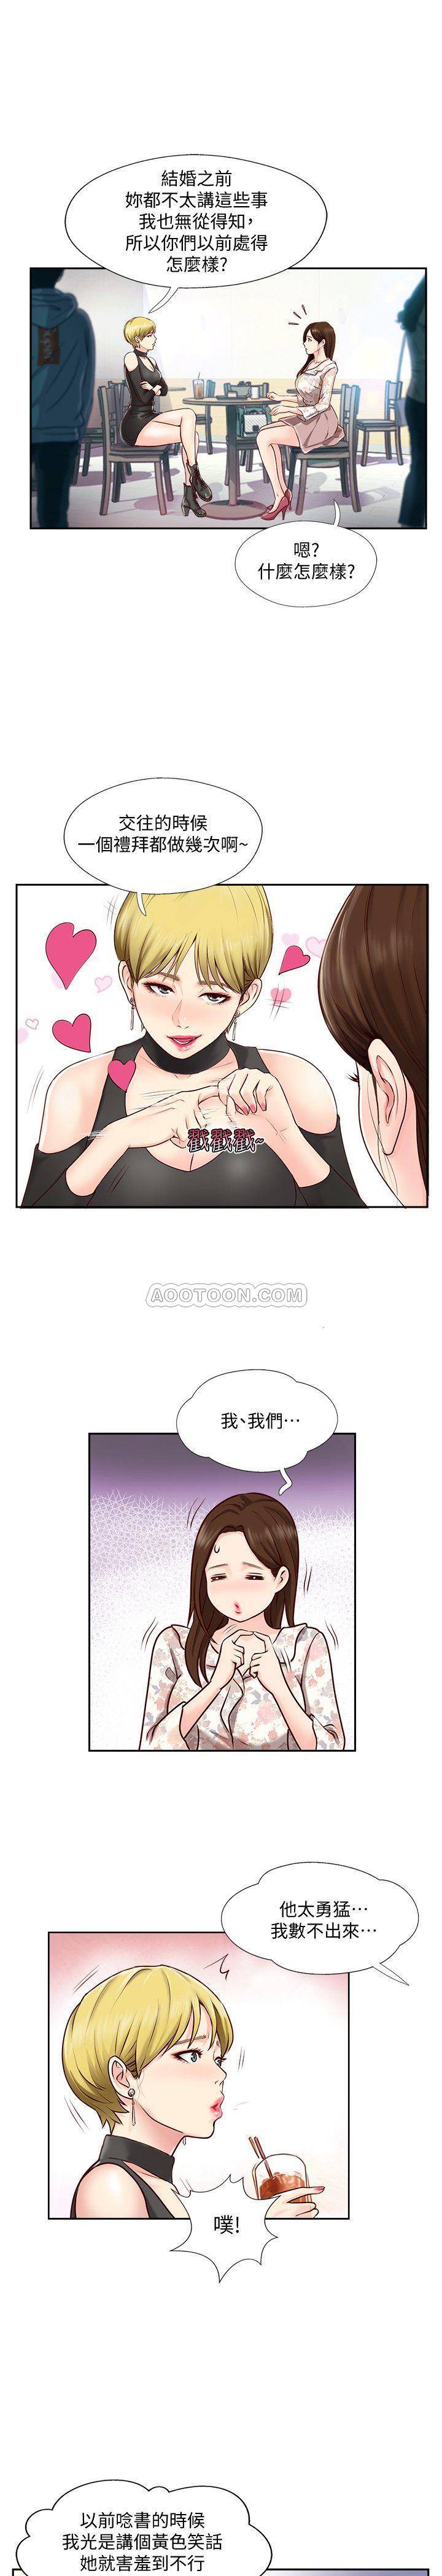 結婚之前
妳都不太講這些事
我也無從得知,
所以你們以前處得
怎麼樣?
嗯?
什麼怎麼樣?
交往的時候
一個禮拜都做幾次啊~
戳戳戳~
AOOTOON.COM
我、我們…
他太勇猛…
我數不出來…
噗!
以前唸書的時候
我光是講個黃色笑話
她就害羞到不行